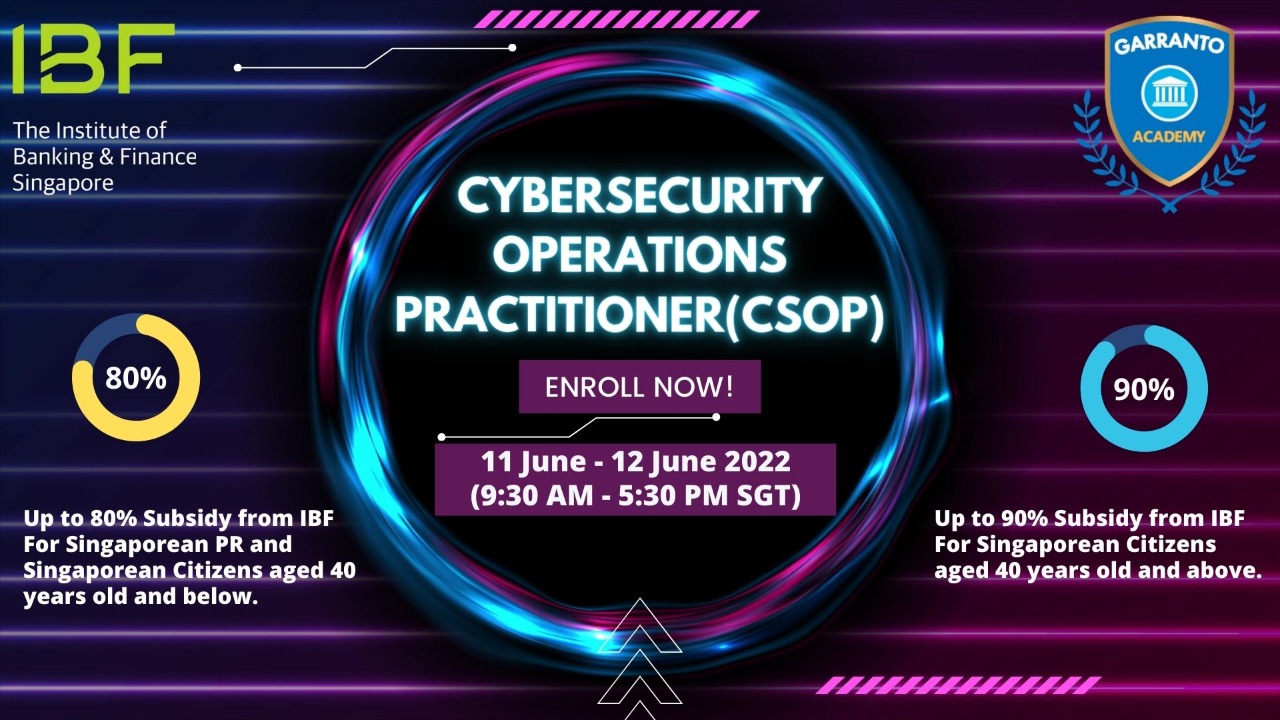 IBF
The Institute of
Banking & Finance
Singapore
GARRANTO
ACADEMY
CYBERSECURITY
OPERATIONS
PRACTITIONER(CSOP)
ENROLL NOW!
11 June - 12 June 2022
(9:30 AM - 5:30 PM SGT)
80%
Up to 80% Subsidy from IBF
For Singaporean PR and
Singaporean Citizens aged 40
years old and below.
90%
Up to 90% Subsidy from IBF
For Singaporean Citizens
aged 40 years old and above.